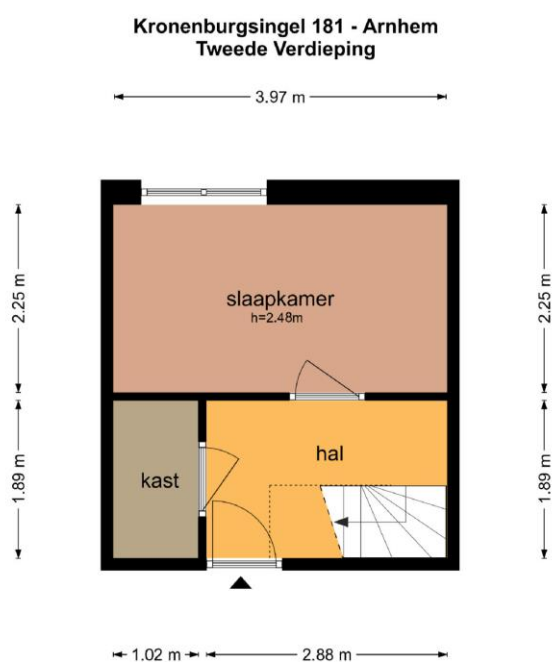 Kronenburgsingel 181 - Arnhem
Tweede Verdieping
3.97 m
2.25 m
slaapkamer
h=2.48m
2.25 m
1.89 m
kast
hal
1.89 m
1.02 m
2.88 m